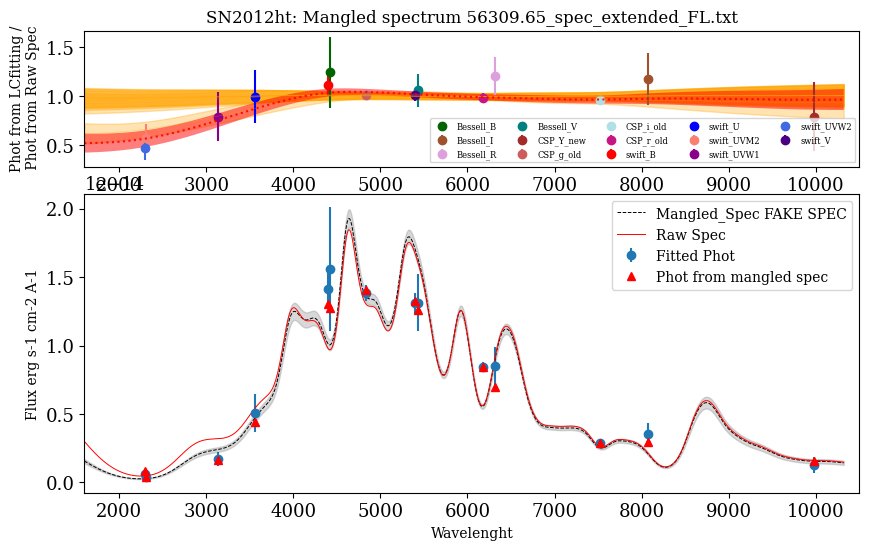 SN2012ht: Mangled spectrum 56309.65_spec_extended_FL.txt
Phot from LCfitting /
Phot from Raw Spec
1.5
1.0
0.5
Bessell_B Bessell_V CSP_i_old swift_U swift_UVW2
Bessell_I CSP_Y_new CSP_r_old swift_UVM2 swift_V
Bessell_R CSP_g_old swift_B swift_UVW1
2000 3000 4000 5000 6000 7000 8000 9000 10000
1e−14
Flux erg s-1 cm-2 A-1
2.0
1.5
1.0
0.5
0.0
Mangled_Spec FAKE SPEC
Raw Spec
Fitted Phot
Phot from mangled spec
2000 3000 4000 5000 6000 7000 8000 9000 10000
Wavelenght